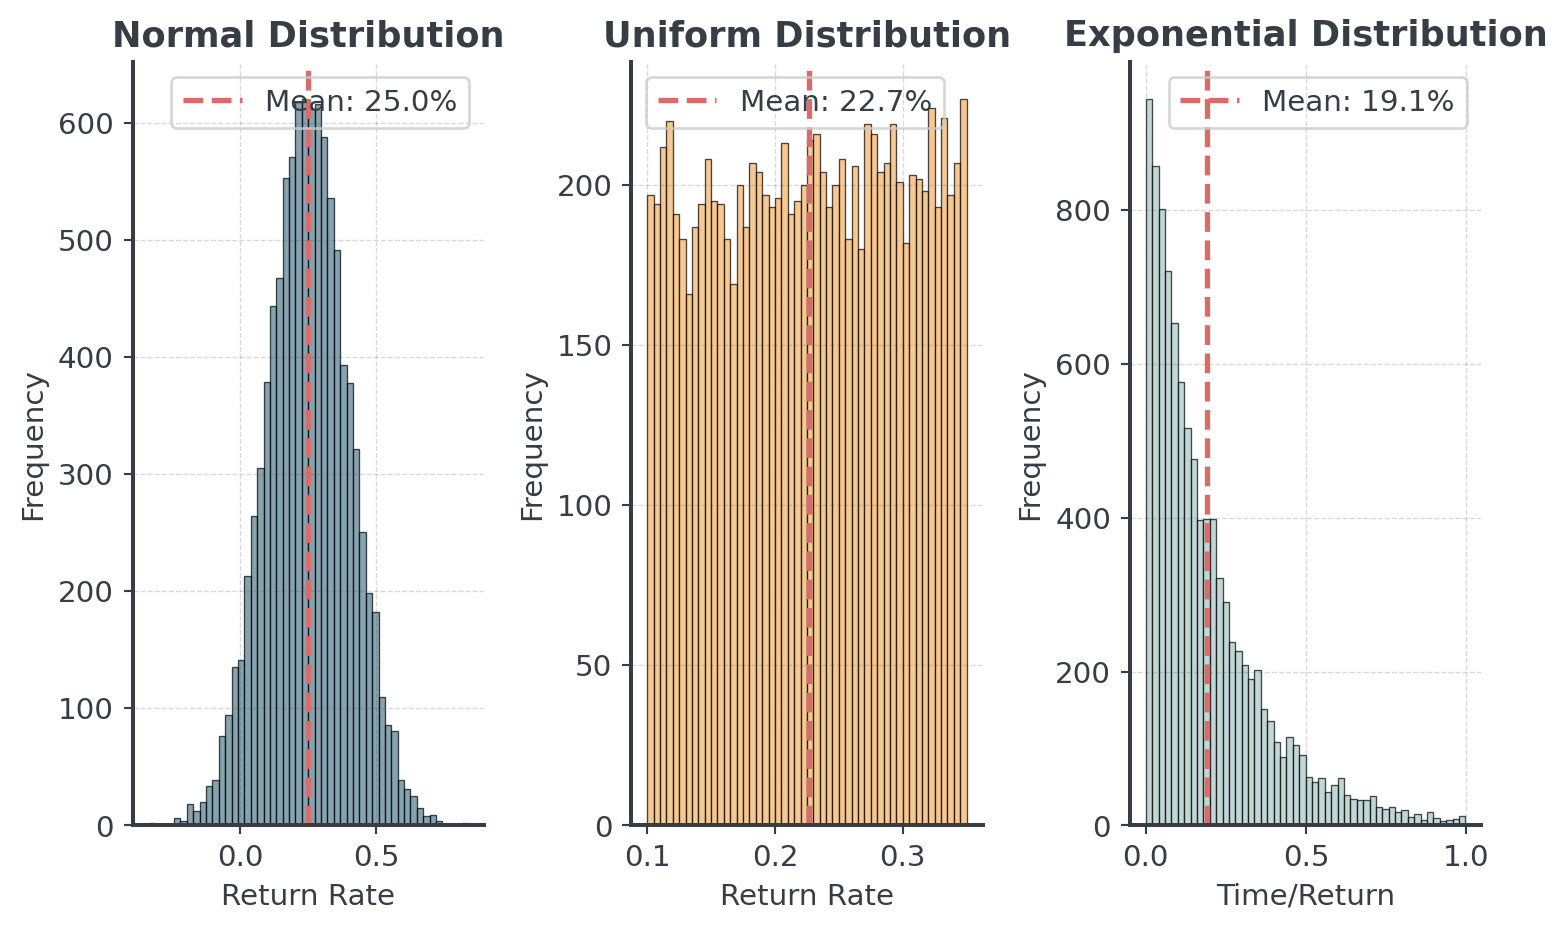 Normal Distribution
Mean: 25.0%
Frequency
600
500
400
300
200
100
0
0.0
0.5
Return Rate
Uniform Distribution
Mean: 22.7%
Frequency
200
150
100
50
0
0.1
0.2
0.3
Return Rate
Exponential Distribution
Mean: 19.1%
Frequency
800
600
400
200
0
0.0
0.5
1.0
Time/Return